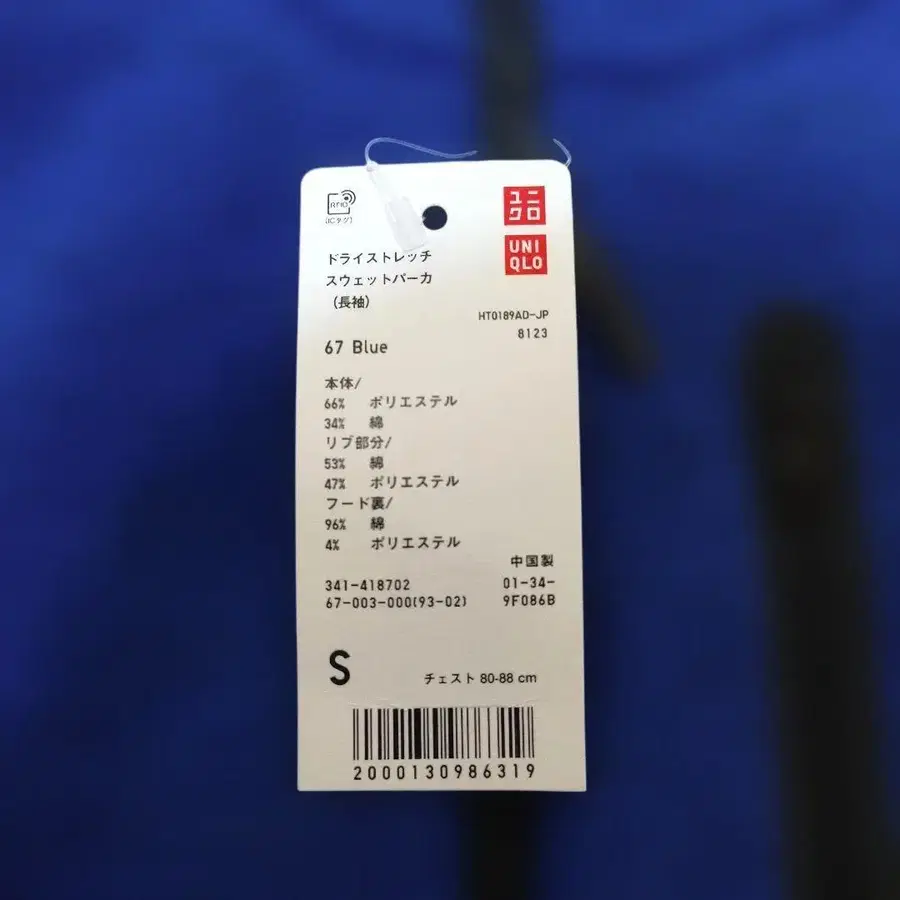 RFID
(ICタグ)
ユニ
クロ
UNI
QLO
ドライストレッチ
スウェットパーカ
(長袖)
HT0189AD-JP
8123
67 Blue
本体/
66% ポリエステル
34% 綿
リブ部分/
53% 綿
47% ポリエステル
フード裏/
96% 綿
4% ポリエステル
中国製
341-418702 01-34-
67-003-000(93-02) 9F086B
S チェスト 80-88 cm
2000130986319